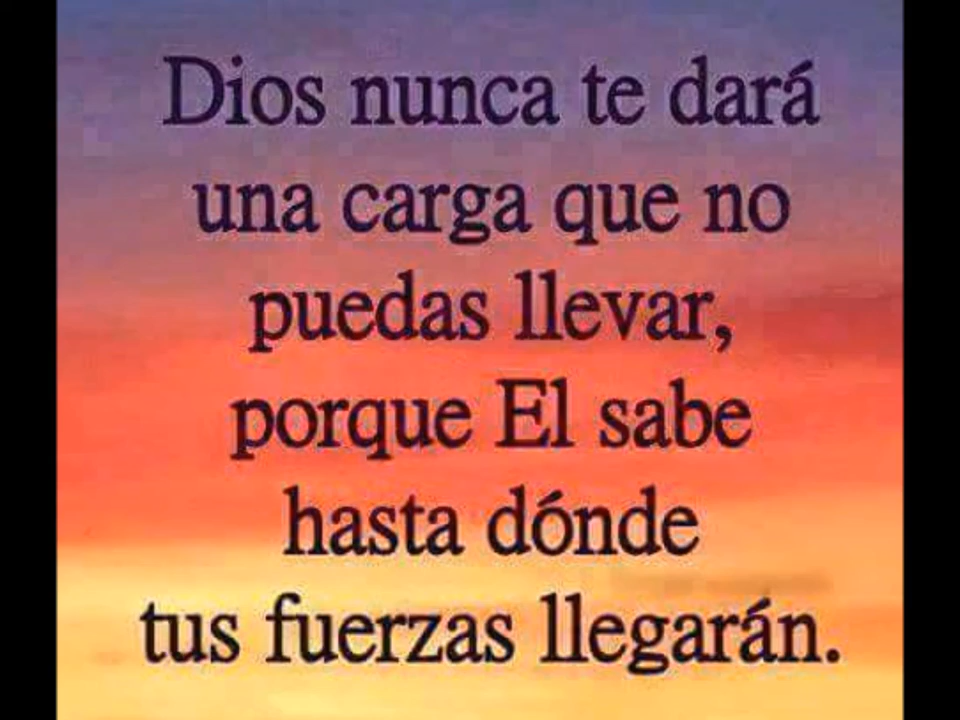 Dios nunca te dará
una carga que no
puedas llevar,
porque El sabe
hasta dónde
tus fuerzas llegarán.